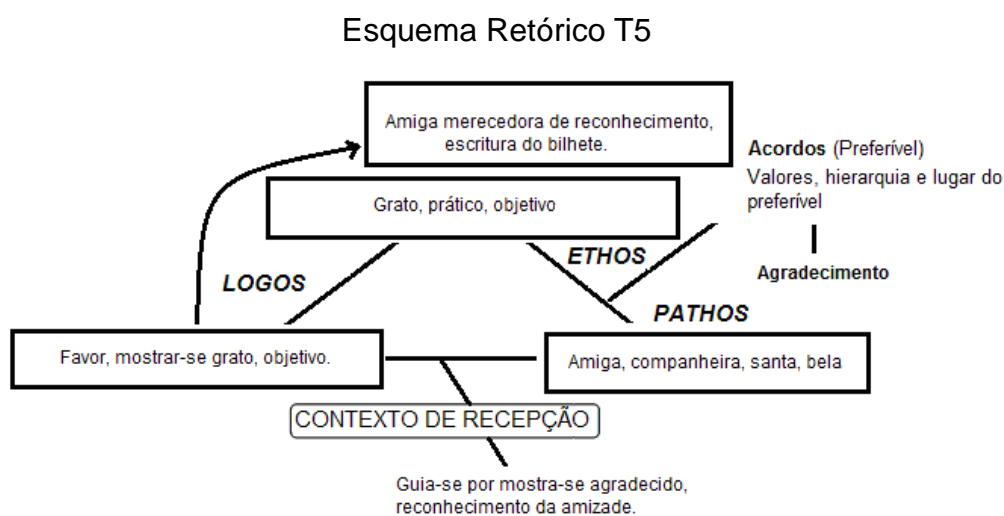 Esquema Retórico T5
Amiga merecedora de reconhecimento,
escritura do bilhete.
Acordos (Preferível)
Valores, hierarquia e lugar do
preferível
Grato, prático, objetivo
ETHOS
Agradecimento
LOGOS
PATHOS
Favor, mostrar-se grato, objetivo.
Amiga, companheira, santa, bela
CONTEXTO DE RECEPÇÃO
Guia-se por mostra-se agradecido,
reconhecimento da amizade.